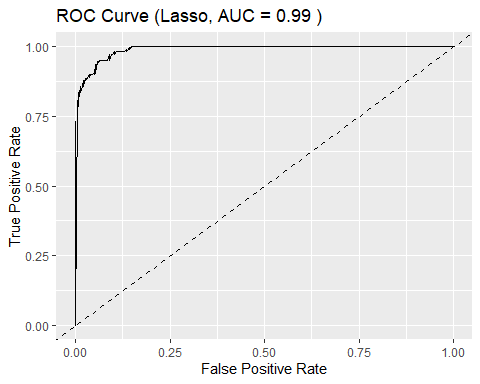 ROC Curve (Lasso, AUC = 0.99 )
1.00
0.75
0.50
0.25
0.00
True Positive Rate
0.00 0.25 0.50 0.75 1.00
False Positive Rate